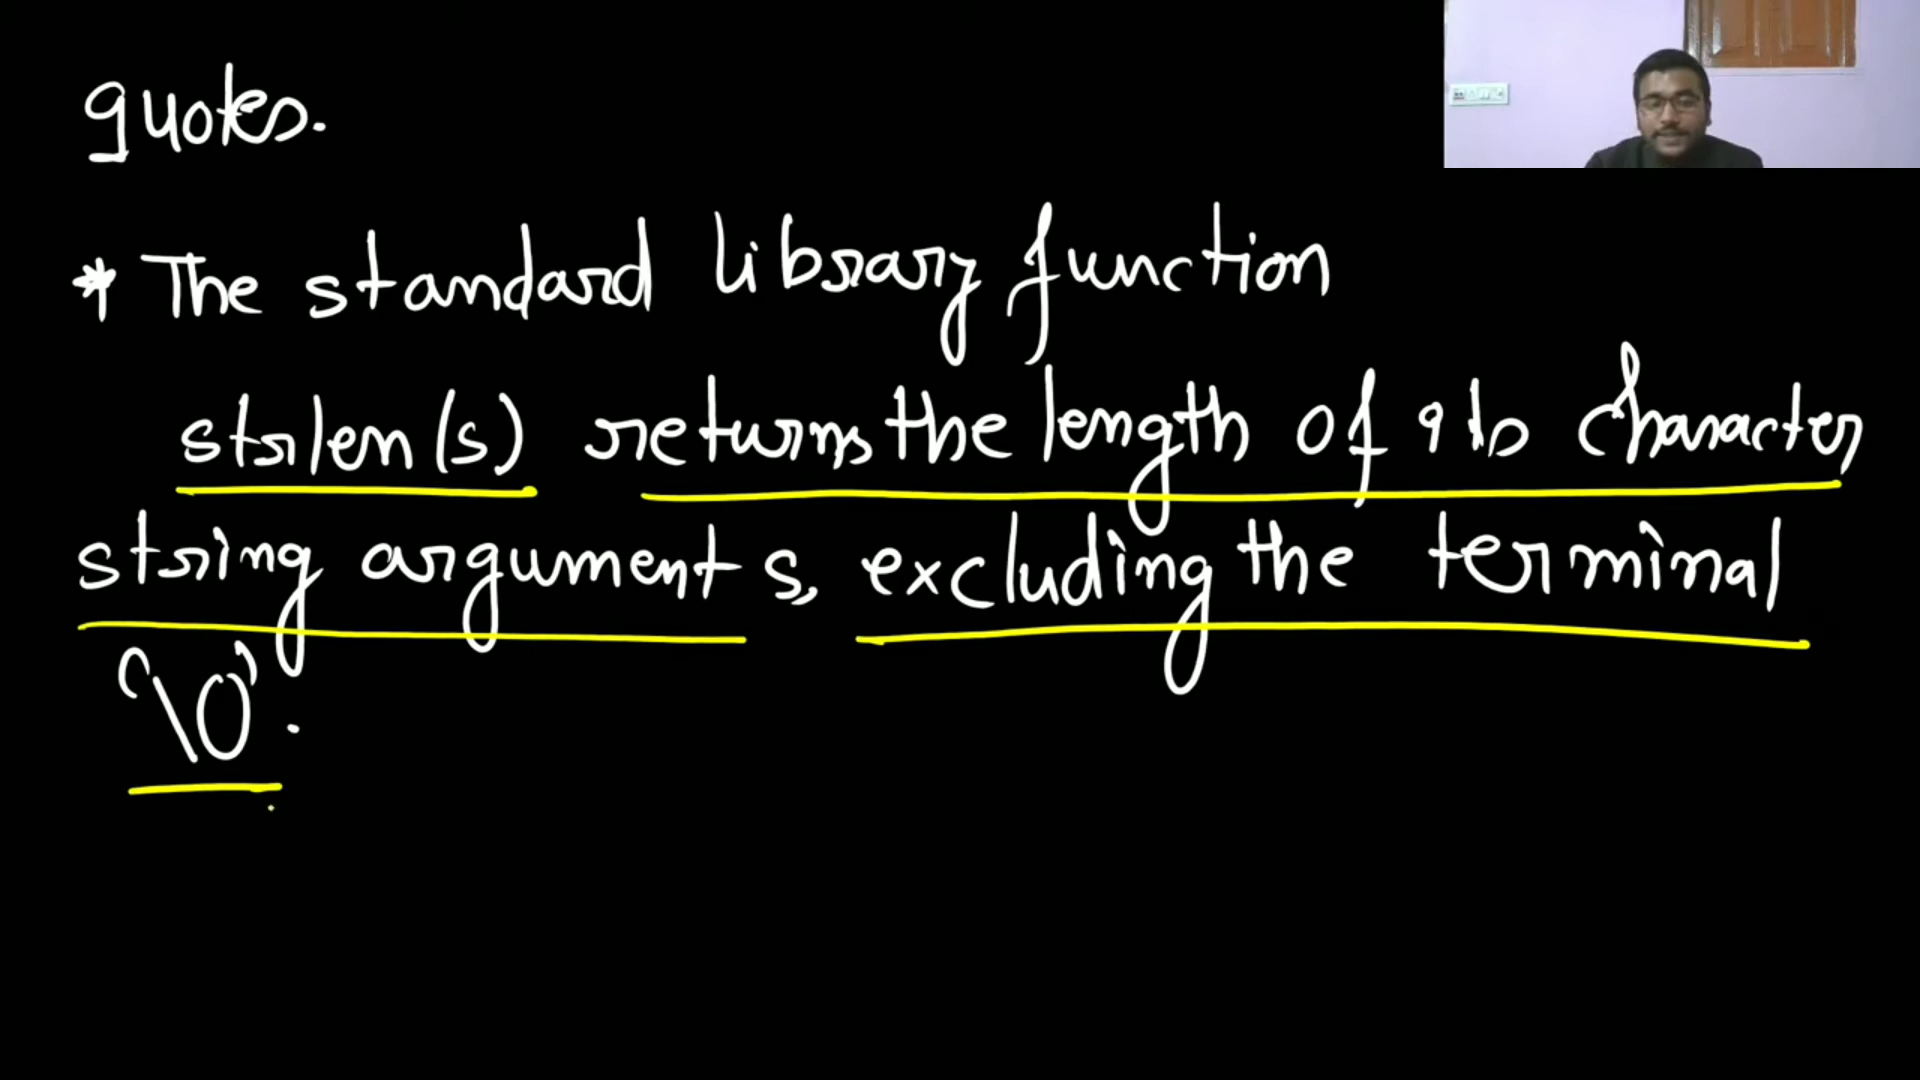 quotes.
* The standard library function
strlen(s) returns the length of its character
string argument s, excluding the terminal
'\0'.